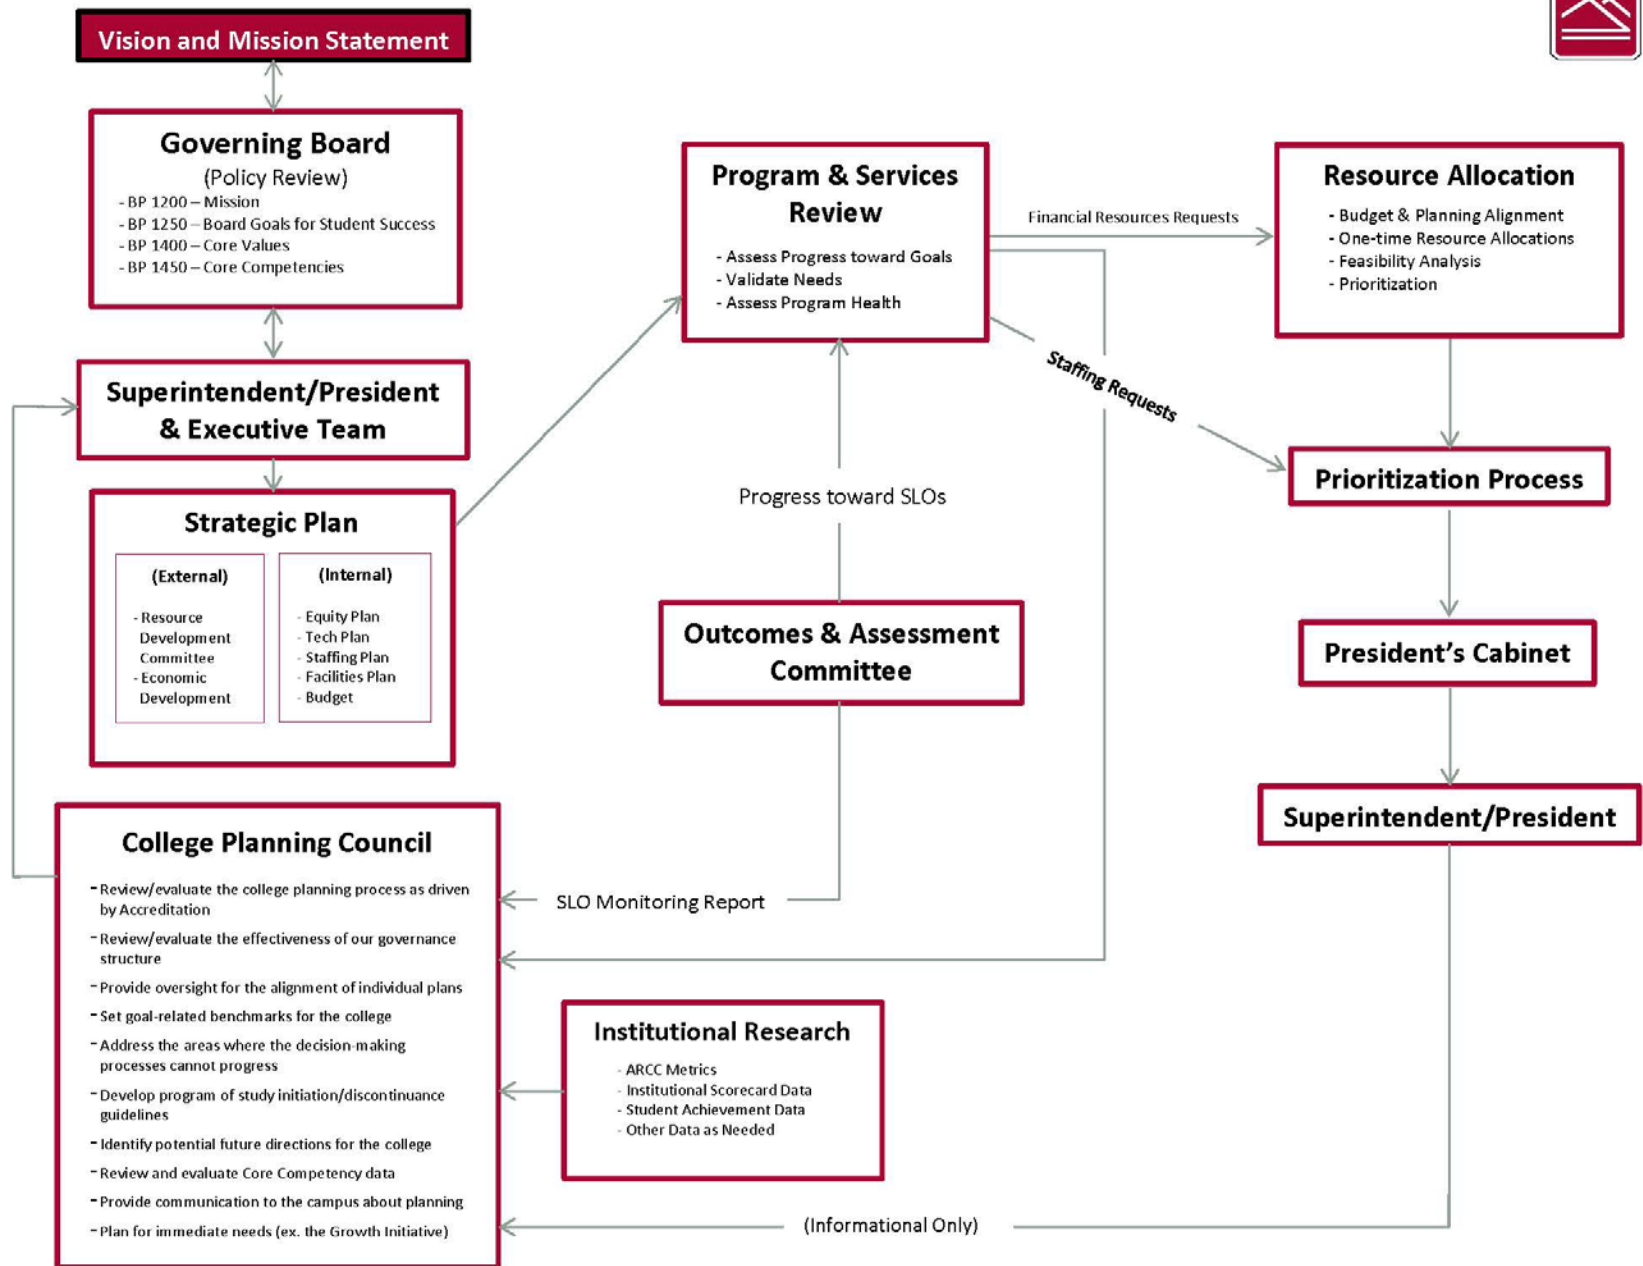 Vision and Mission Statement
Governing Board
(Policy Review)
- BP 1200 – Mission
- BP 1250 – Board Goals for Student Success
- BP 1400 – Core Values
- BP 1450 – Core Competencies
Superintendent/President
& Executive Team
Strategic Plan
(External)
- Resource
Development
Committee
- Economic
Development
(Internal)
- Equity Plan
- Tech Plan
- Staffing Plan
- Facilities Plan
- Budget
College Planning Council
- Review/evaluate the college planning process as driven
by Accreditation
- Review/evaluate the effectiveness of our governance
structure
- Provide oversight for the alignment of individual plans
- Set goal-related benchmarks for the college
- Address the areas where the decision-making
processes cannot progress
- Develop program of study initiation/discontinuance
guidelines
- Identify potential future directions for the college
- Review and evaluate Core Competency data
- Provide communication to the campus about planning
- Plan for immediate needs (ex. the Growth Initiative)
Program & Services
Review
- Assess Progress toward Goals
- Validate Needs
- Assess Program Health
Progress toward SLOs
Outcomes & Assessment
Committee
SLO Monitoring Report
Institutional Research
- ARCC Metrics
- Institutional Scorecard Data
- Student Achievement Data
- Other Data as Needed
(Informational Only)
Financial Resources Requests
Staffing Requests
Resource Allocation
- Budget & Planning Alignment
- One-time Resource Allocations
- Feasibility Analysis
- Prioritization
Prioritization Process
President’s Cabinet
Superintendent/President